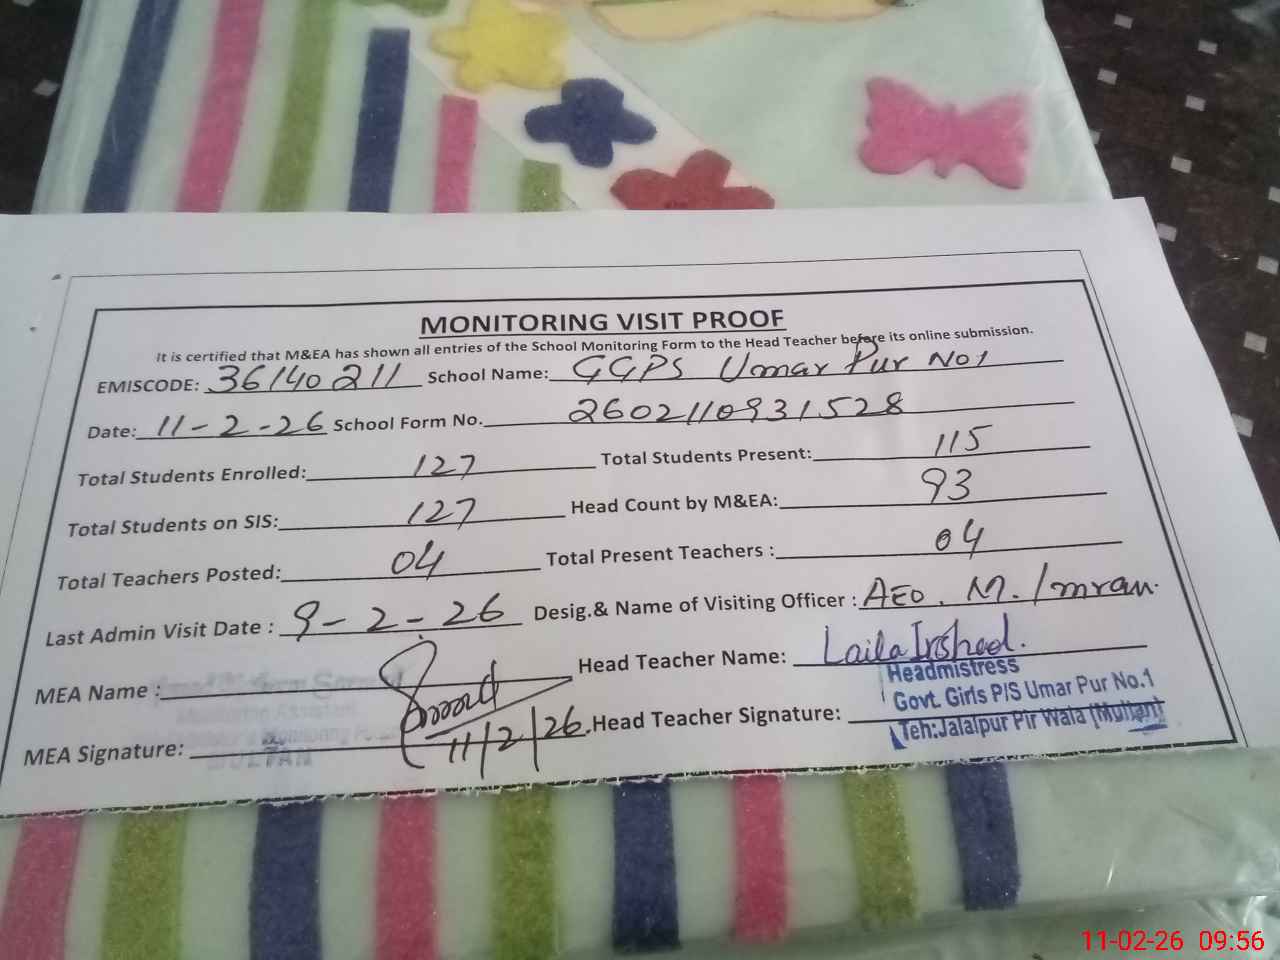 MONITORING VISIT PROOF
It is certified that M&EA has shown all entries of the School Monitoring Form to the Head Teacher before its online submission.
EMISCODE: 36140211 School Name: GGPS Umar Pur No 1
Date: 11-2-26 School Form No. 2602110931528
Total Students Enrolled: 127 Total Students Present: 115
Total Students on SIS: 127 Head Count by M&EA: 93
Total Teachers Posted: 04 Total Present Teachers : 04
Last Admin Visit Date : 9-2-26 Desig.& Name of Visiting Officer : AEO. M. Imran.
MEA Name : Head Teacher Name: Laila Irshad.
Headmistress
Govt. Girls P/S Umar Pur No.1
MEA Signature: 11/2/26. Head Teacher Signature: Teh:Jalalpur Pir Wala (Multan)
11-02-26 09:56